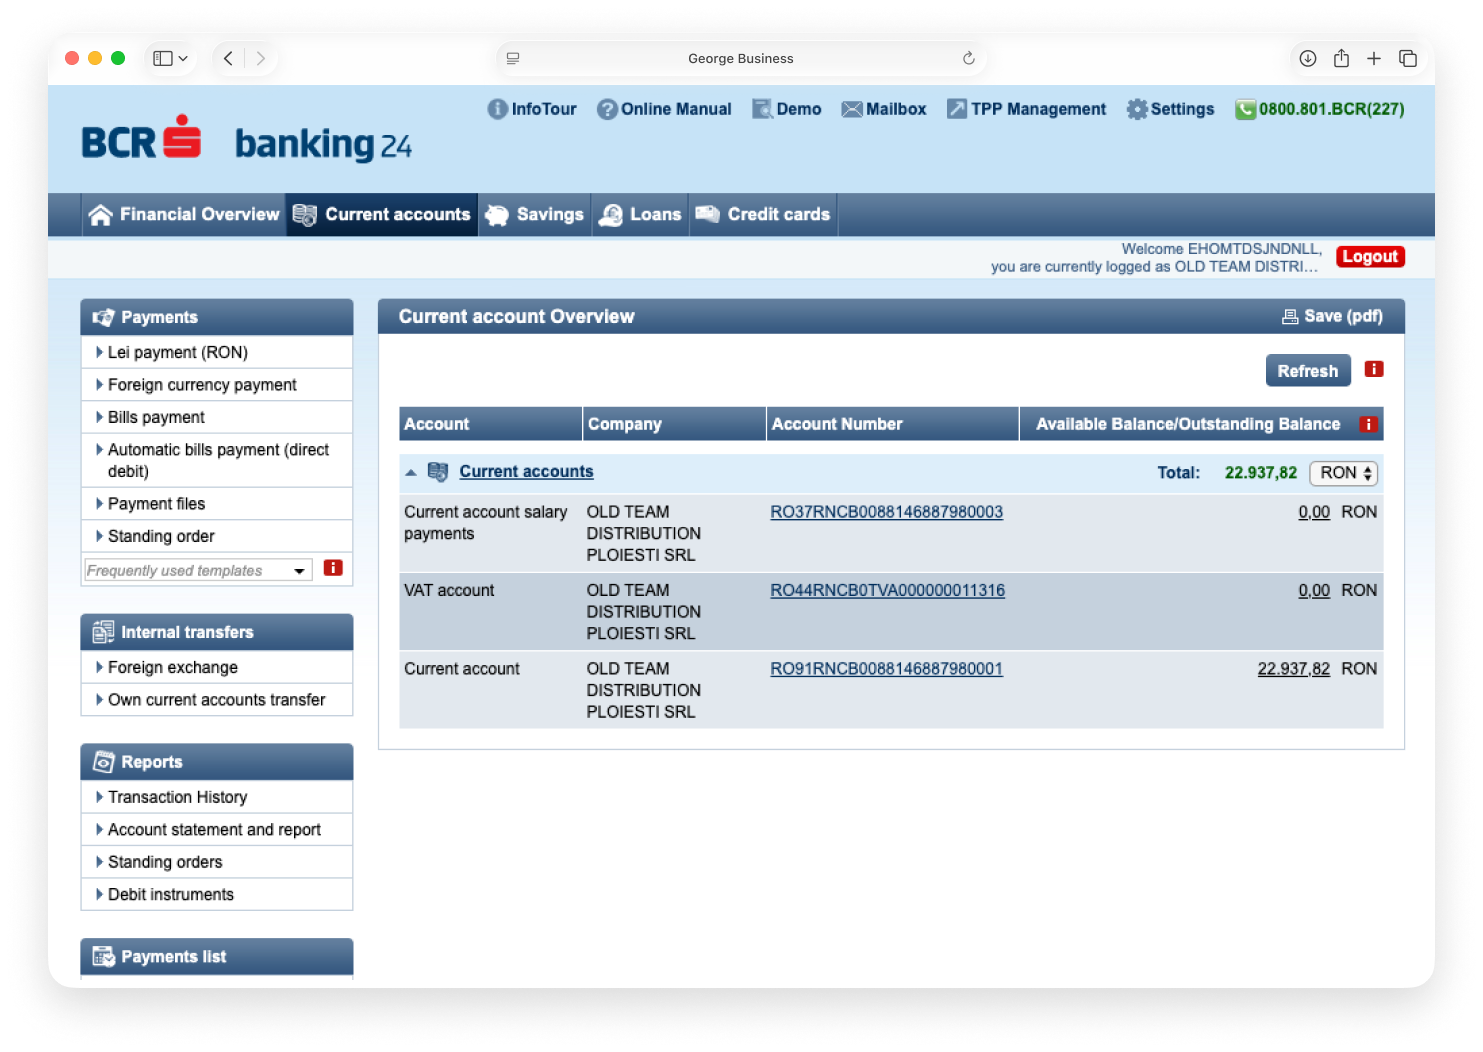 George Business
InfoTour Online Manual Demo Mailbox TPP Management Settings 0800.801.BCR(227)
BCR banking 24
Financial Overview Current accounts Savings Loans Credit cards
Welcome EHOMTDSJNDNLL,
you are currently logged as OLD TEAM DISTRI...
Logout
Payments
Lei payment (RON)
Foreign currency payment
Bills payment
Automatic bills payment (direct
debit)
Payment files
Standing order
Frequently used templates
Internal transfers
Foreign exchange
Own current accounts transfer
Reports
Transaction History
Account statement and report
Standing orders
Debit instruments
Payments list
Current account Overview Save (pdf)
Refresh
Account Company Account Number Available Balance/Outstanding Balance
Current accounts Total: 22.937,82 RON
Current account salary OLD TEAM RO37RNCB0088146887980003 0,00 RON
payments DISTRIBUTION
PLOIESTI SRL
VAT account OLD TEAM RO44RNCB0TVA000000011316 0,00 RON
DISTRIBUTION
PLOIESTI SRL
Current account OLD TEAM RO91RNCB0088146887980001 22.937,82 RON
DISTRIBUTION
PLOIESTI SRL